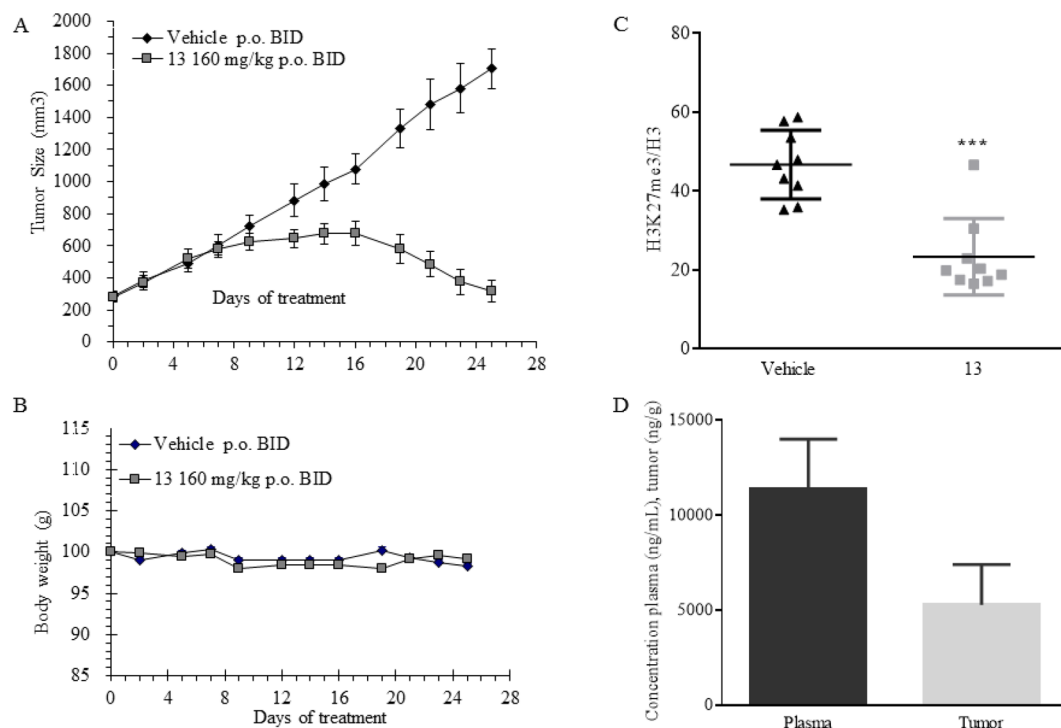 A
2000
1800
1600
1400
1200
1000
800
600
400
200
0
Tumor Size (mm3)
Vehicle p.o. BID
13 160 mg/kg p.o. BID
Days of treatment
0 4 8 12 16 20 24 28
B
115
110
105
100
95
90
85
Body weight (g)
Vehicle p.o. BID
13 160 mg/kg p.o. BID
0 4 8 12 16 20 24 28
Days of treatment
C
80
60
40
20
0
H3K27me3/H3
***
Vehicle 13
D
15000
10000
5000
0
Concentration plasma (ng/mL), tumor (ng/g)
Plasma Tumor